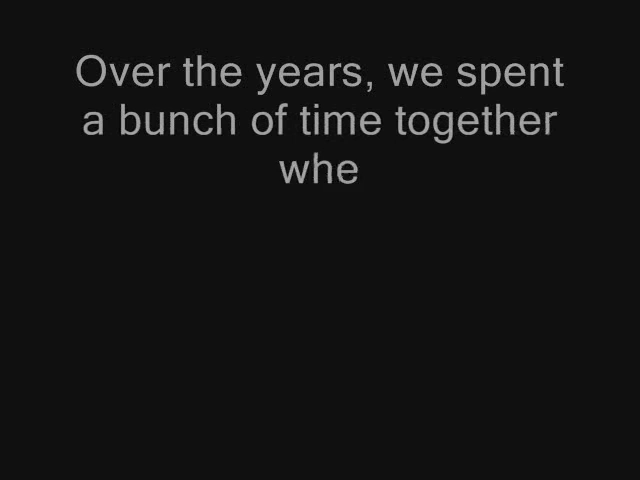 Over the years, we spent
a bunch of time together
whe